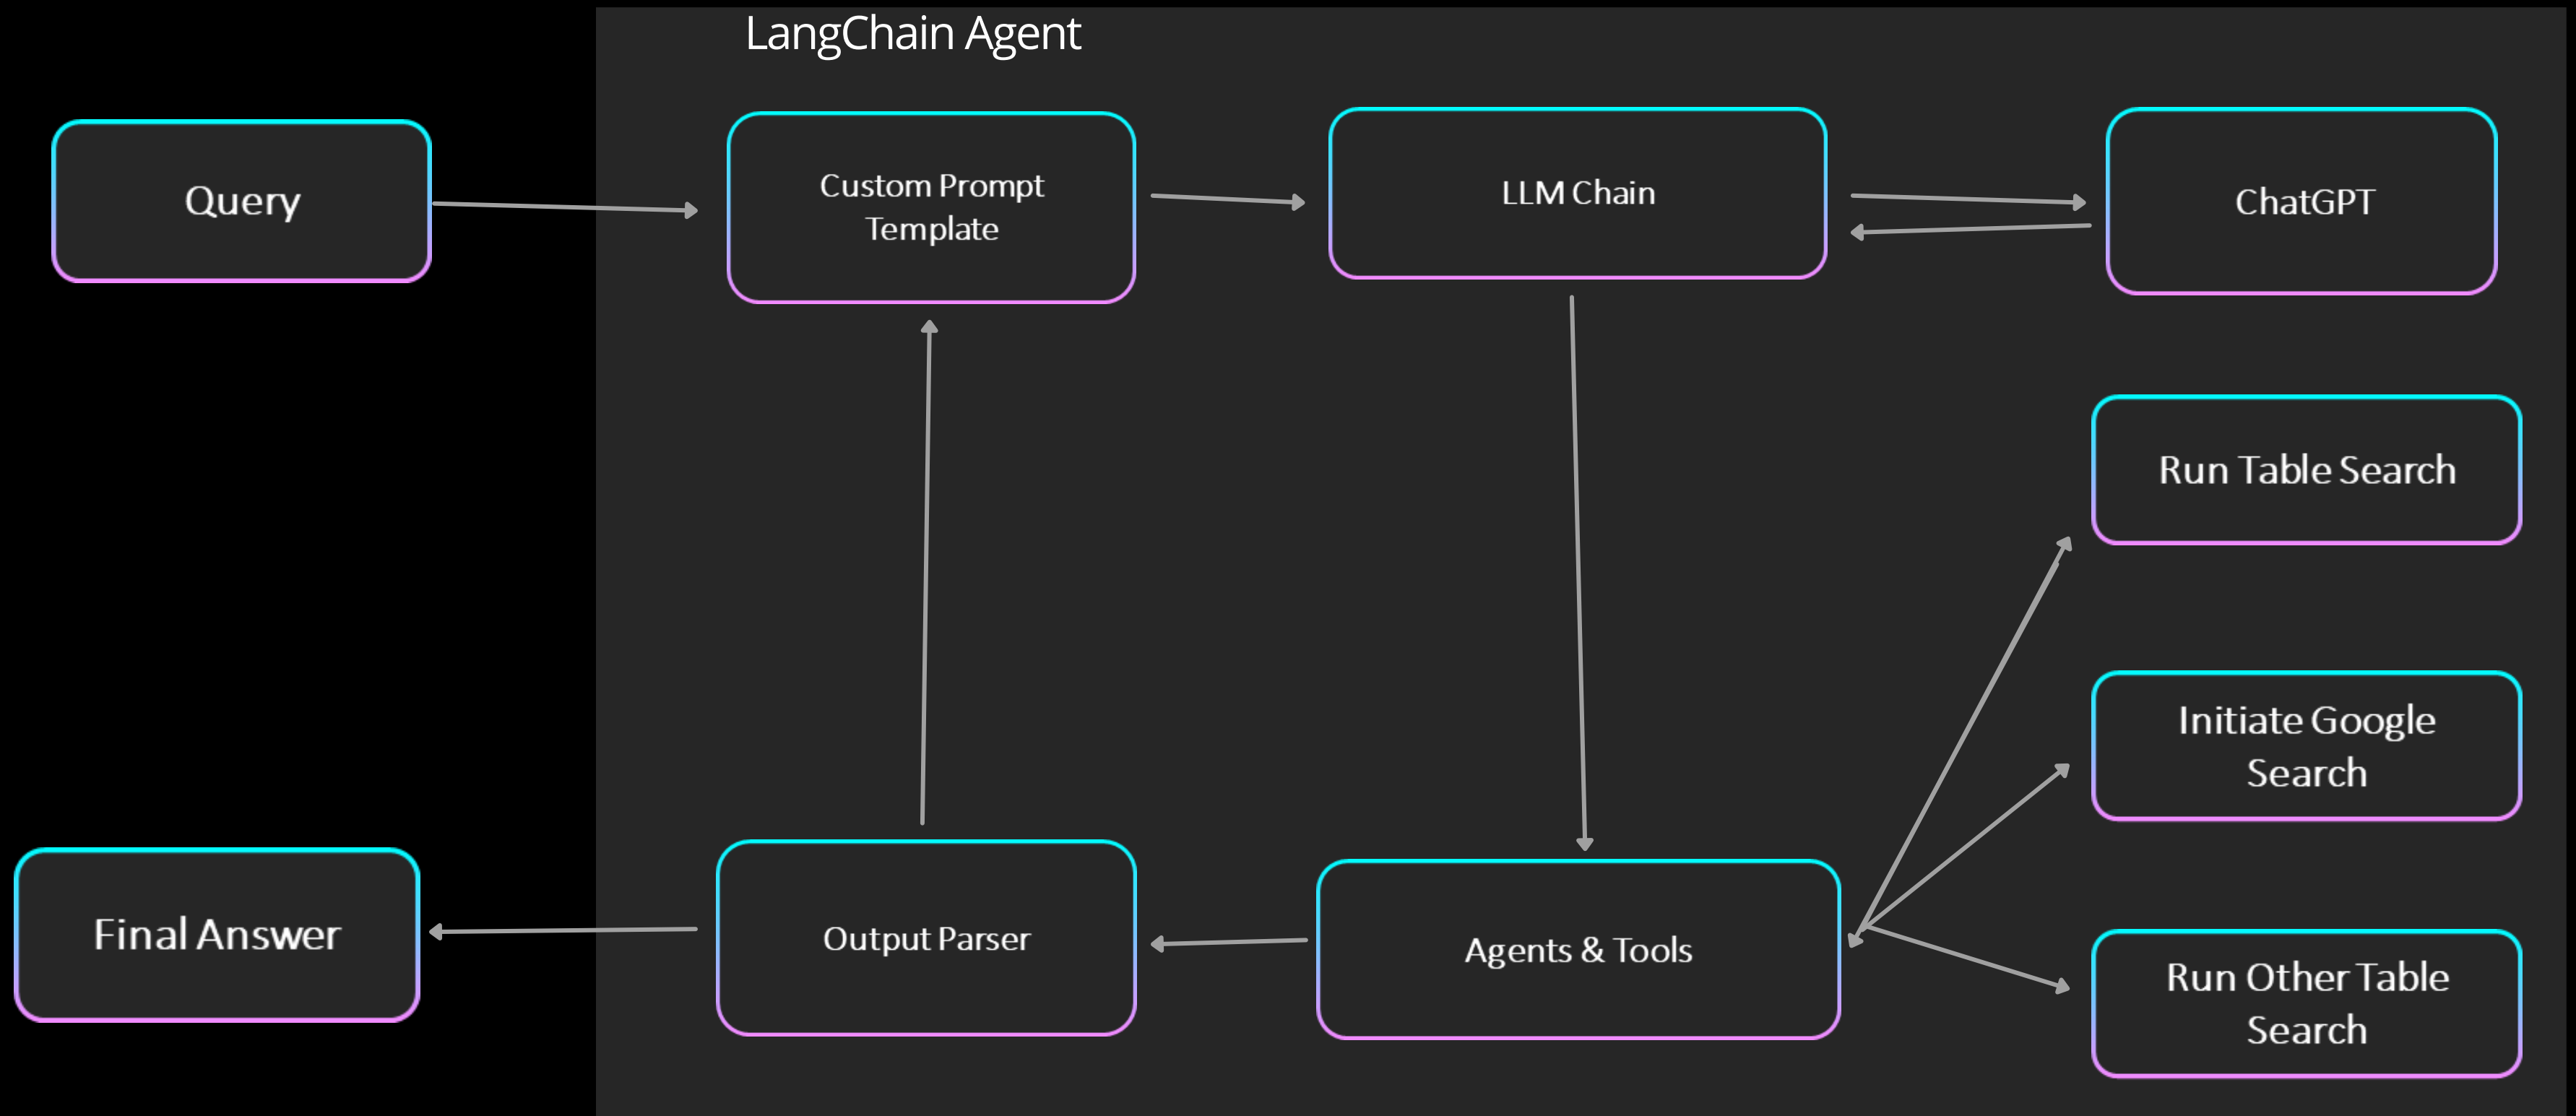 LangChain Agent
Query
Custom Prompt
Template
LLM Chain
ChatGPT
Run Table Search
Initiate Google
Search
Final Answer
Output Parser
Agents & Tools
Run Other Table
Search